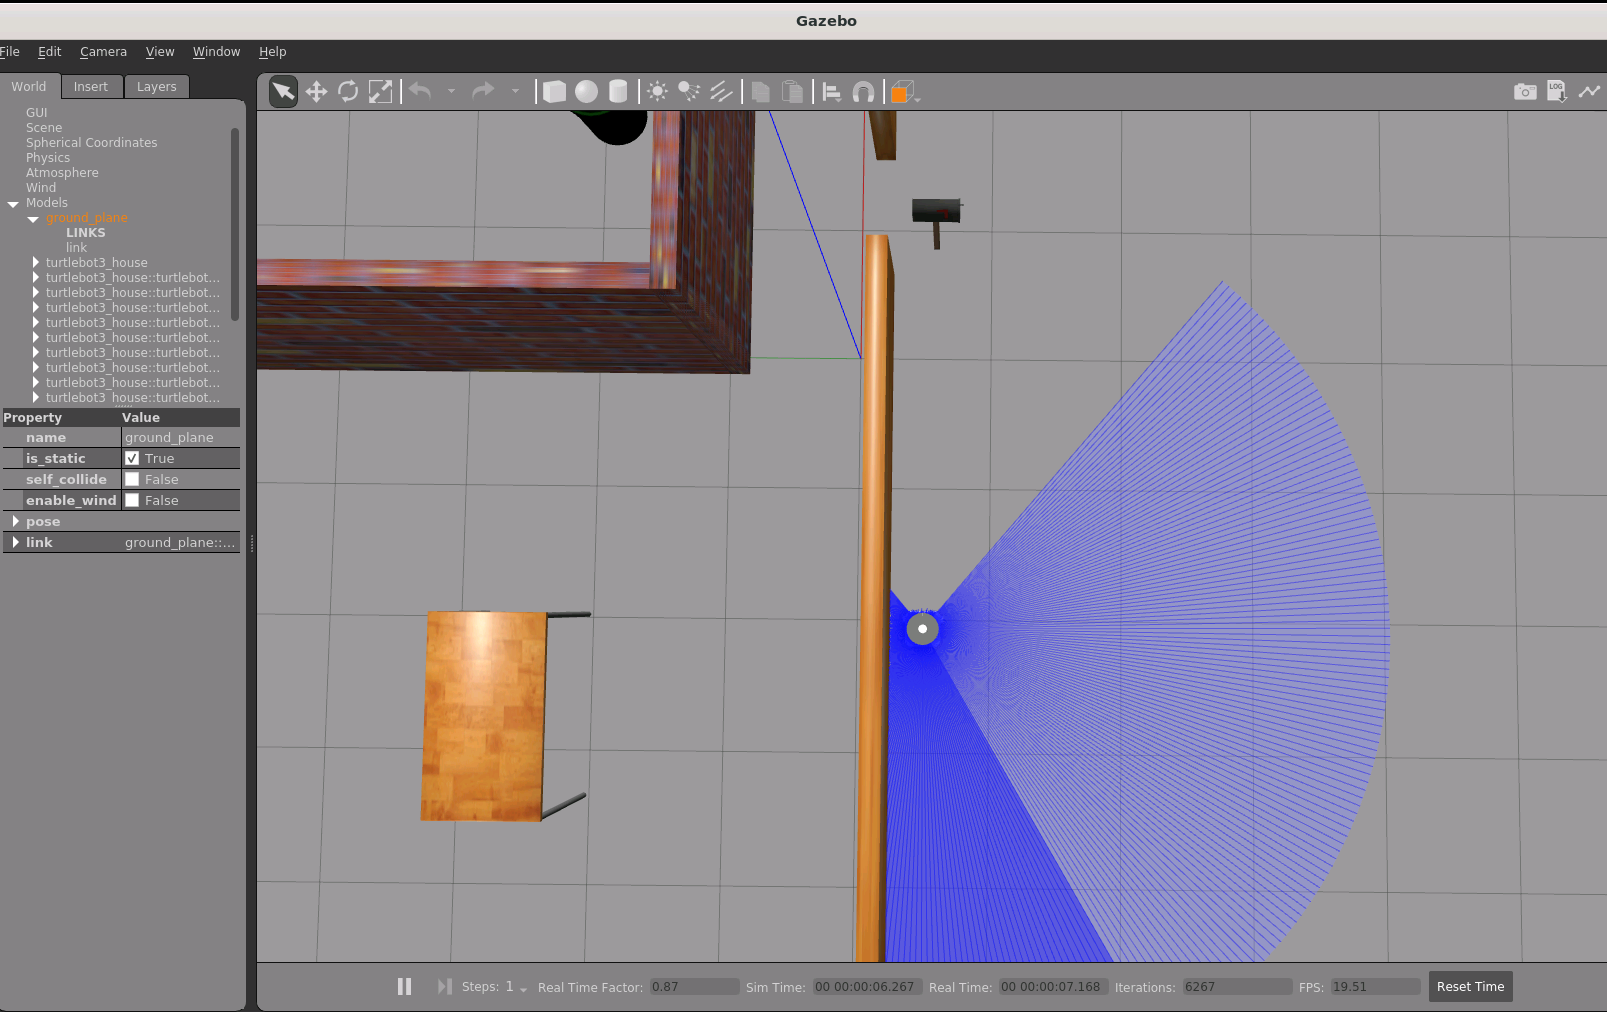 Gazebo
File Edit Camera View Window Help
World Insert Layers
GUI
Scene
Spherical Coordinates
Physics
Atmosphere
Wind
Models
ground_plane
LINKS
link
turtlebot3_house
turtlebot3_house::turtlebot...
turtlebot3_house::turtlebot...
turtlebot3_house::turtlebot...
turtlebot3_house::turtlebot...
turtlebot3_house::turtlebot...
turtlebot3_house::turtlebot...
turtlebot3_house::turtlebot...
turtlebot3_house::turtlebot...
turtlebot3_house::turtlebot...
Property Value
name ground_plane
is_static True
self_collide False
enable_wind False
pose
link ground_plane::...
LOG
Steps: 1 Real Time Factor: 0.87 Sim Time: 00 00:00:06.267 Real Time: 00 00:00:07.168 Iterations: 6267 FPS: 19.51 Reset Time